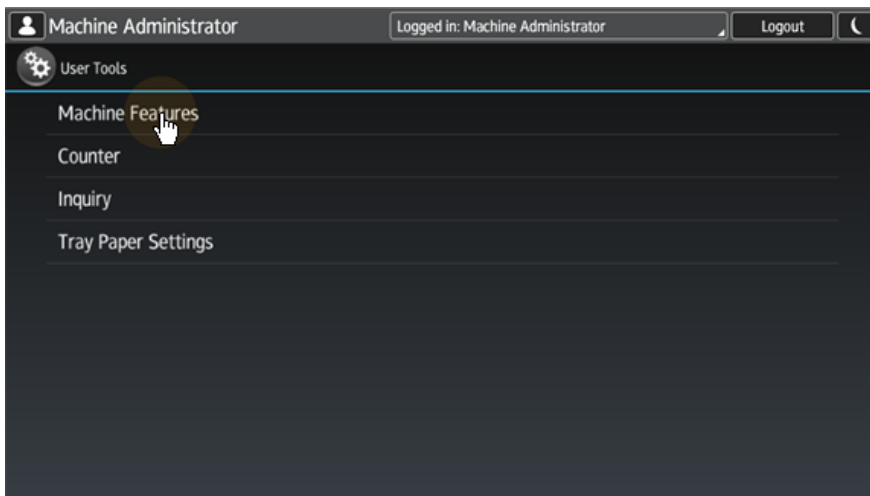 Machine Administrator Logged in: Machine Administrator Logout
User Tools
Machine Features
Counter
Inquiry
Tray Paper Settings